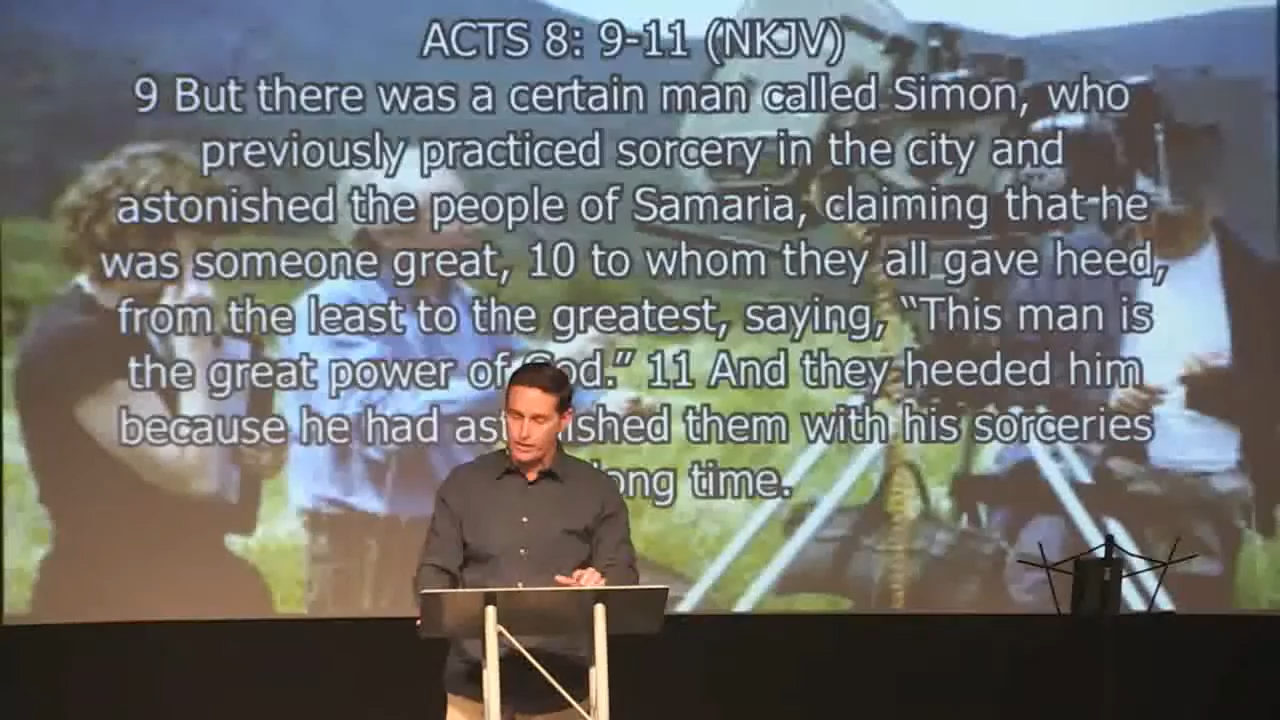 ACTS 8: 9-11 (NKJV)
9 But there was a certain man called Simon, who
previously practiced sorcery in the city and
astonished the people of Samaria, claiming that he
was someone great, 10 to whom they all gave heed,
from the least to the greatest, saying, “This man is
the great power of God.” 11 And they heeded him
because he had astonished them with his sorceries
long time.